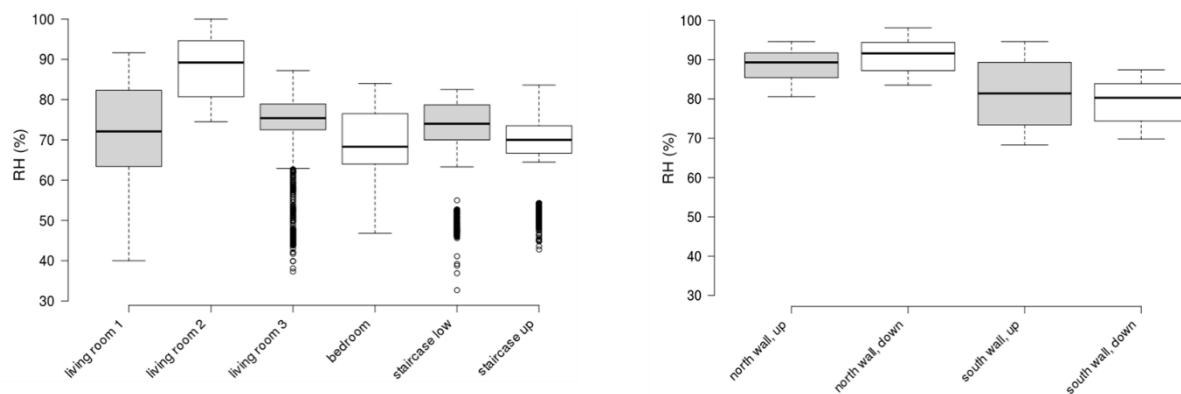 RH (%)
100
90
80
70
60
50
40
30
living room 1
living room 2
living room 3
bedroom
staircase low
staircase up
RH (%)
100
90
80
70
60
50
40
30
north wall, up
north wall, down
south wall, up
south wall, down